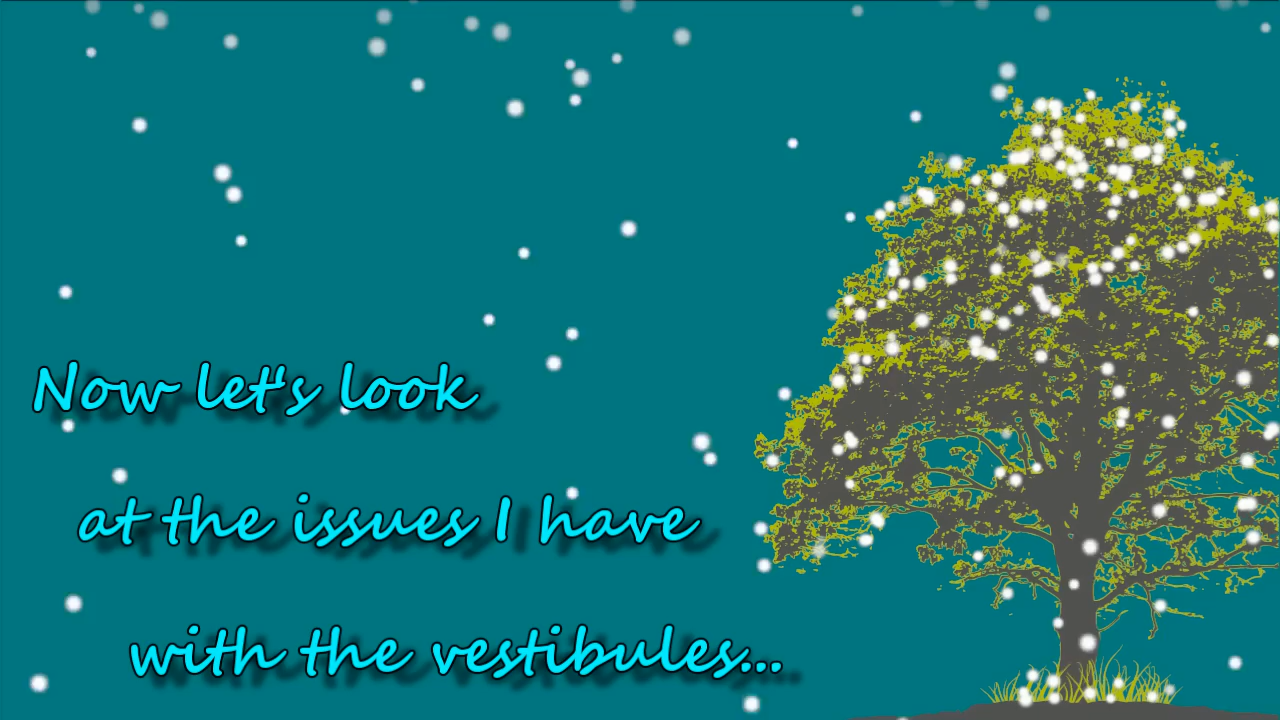 Now let's look
at the issues I have
with the vestibules...